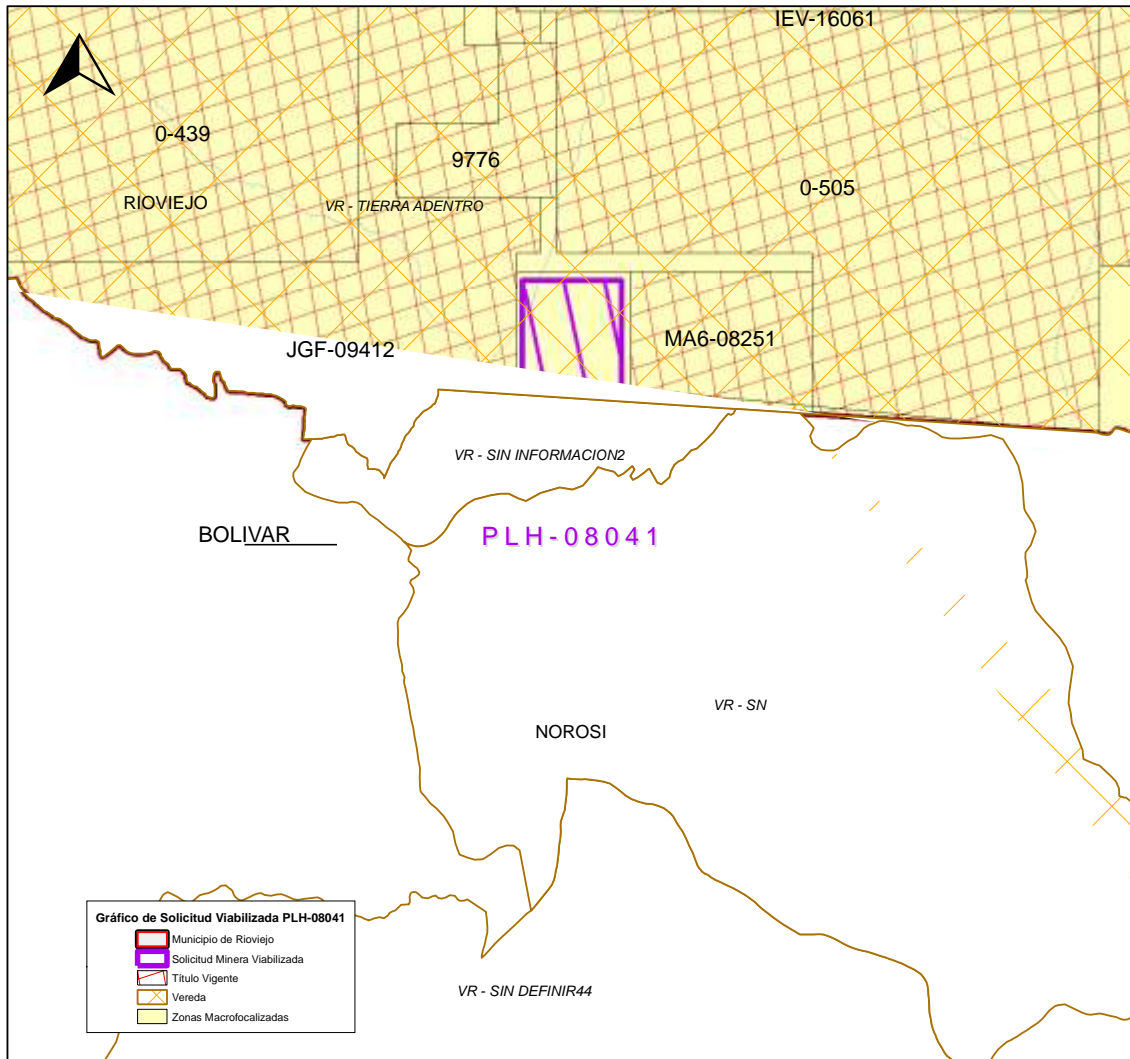 IEV-16061
0-439
9776
0-505
RIOVIEJO
VR - TIERRA ADENTRO
MA6-08251
JGF-09412
VR - SIN INFORMACION2
BOLIVAR
PLH-08041
VR - SN
NOROSI
Gráfico de Solicitud Viabilizada PLH-08041
Municipio de Rioviejo
Solicitud Minera Viabilizada
Título Vigente
Vereda
Zonas Macrofocalizadas
VR - SIN DEFINIR44